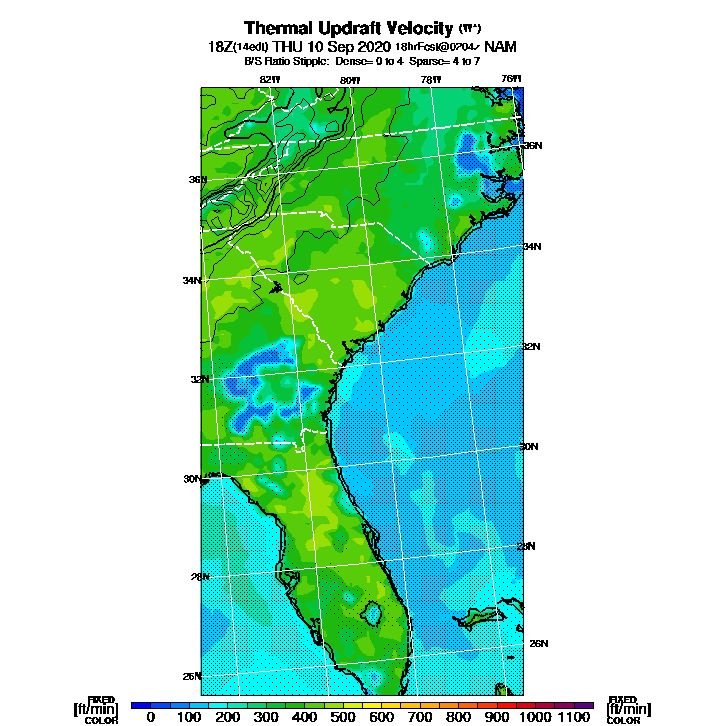 Thermal Updraft Velocity (W*)
18Z(14edt) THU 10 Sep 2020 18hrFcst@0204z NAM
B/S Ratio Stipple: Dense= 0 to 4 Sparse= 4 to 7
82W 80W 78W 76W
36N
36N
34N
34N
32N
32N
30N
30N
28N
28N
26N
26N
FIXED FIXED
[ft/min] [ft/min]
COLOR COLOR
0 100 200 300 400 500 600 700 800 900 1000 1100